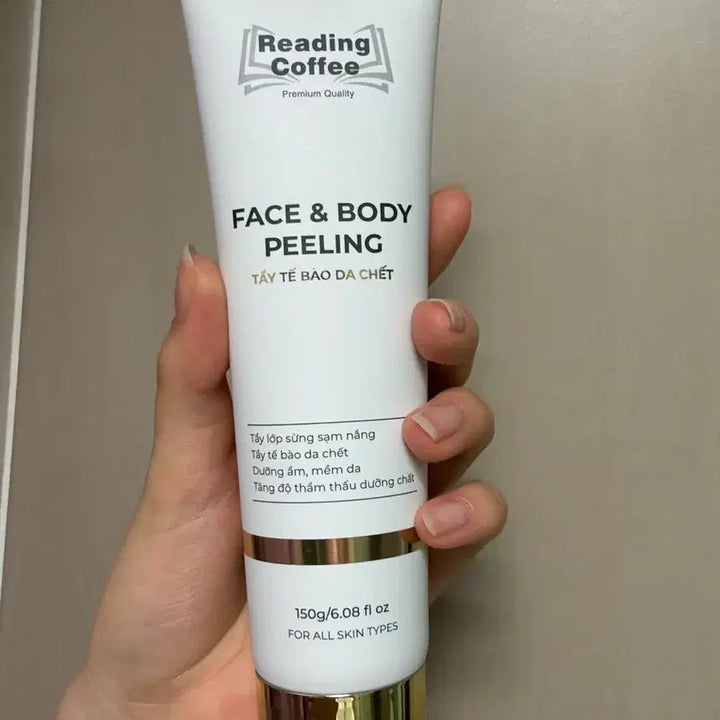 Reading
Coffee
Premium Quality
FACE & BODY
PEELING
TẨY TẾ BÀO DA CHẾT
Tẩy lớp sừng sạm nắng
Tẩy tế bào da chết
Dưỡng ẩm, mềm da
Tăng độ thẩm thấu dưỡng chất
150g/6.08 fl oz
FOR ALL SKIN TYPES